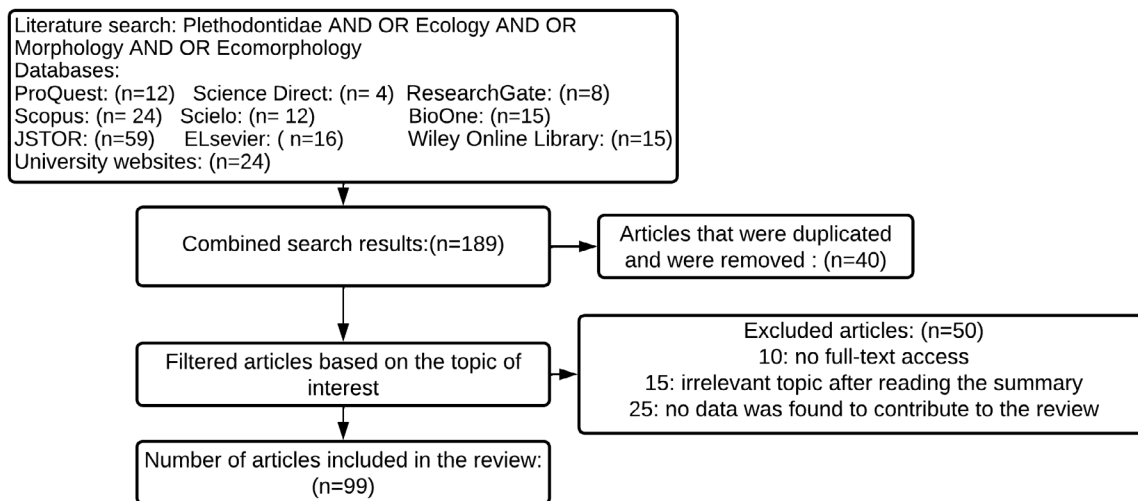 Literature search: Plethodontidae AND OR Ecology AND OR
Morphology AND OR Ecomorphology
Databases:
ProQuest: (n=12) Science Direct: (n= 4) ResearchGate: (n=8)
Scopus: (n= 24) Scielo: (n= 12) BioOne: (n=15)
JSTOR: (n=59) ELsevier: ( n=16) Wiley Online Library: (n=15)
University websites: (n=24)
Combined search results:(n=189)
Articles that were duplicated
and were removed : (n=40)
Filtered articles based on the topic of
interest
Excluded articles: (n=50)
10: no full-text access
15: irrelevant topic after reading the summary
25: no data was found to contribute to the review
Number of articles included in the review:
(n=99)